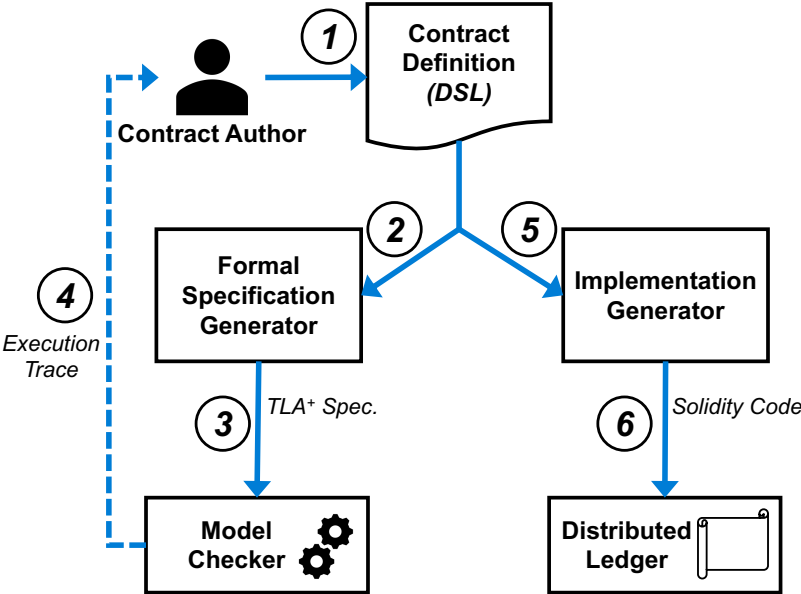 1
Contract
Definition
(DSL)
Contract Author
2
5
Formal
Specification
Generator
Implementation
Generator
4
Execution
Trace
3
TLA+ Spec.
6
Solidity Code
Model
Checker
Distributed
Ledger